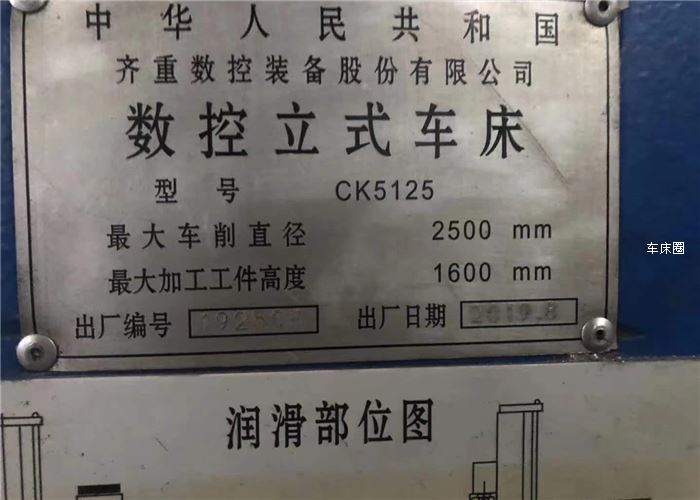 中华人民共和国
齐重数控装备股份有限公司
数控立式车床
型号 CK5125
最大车削直径 2500 mm
最大加工工件高度 1600 mm
出厂编号
出厂日期 2019.8
车床圈
润滑部位图